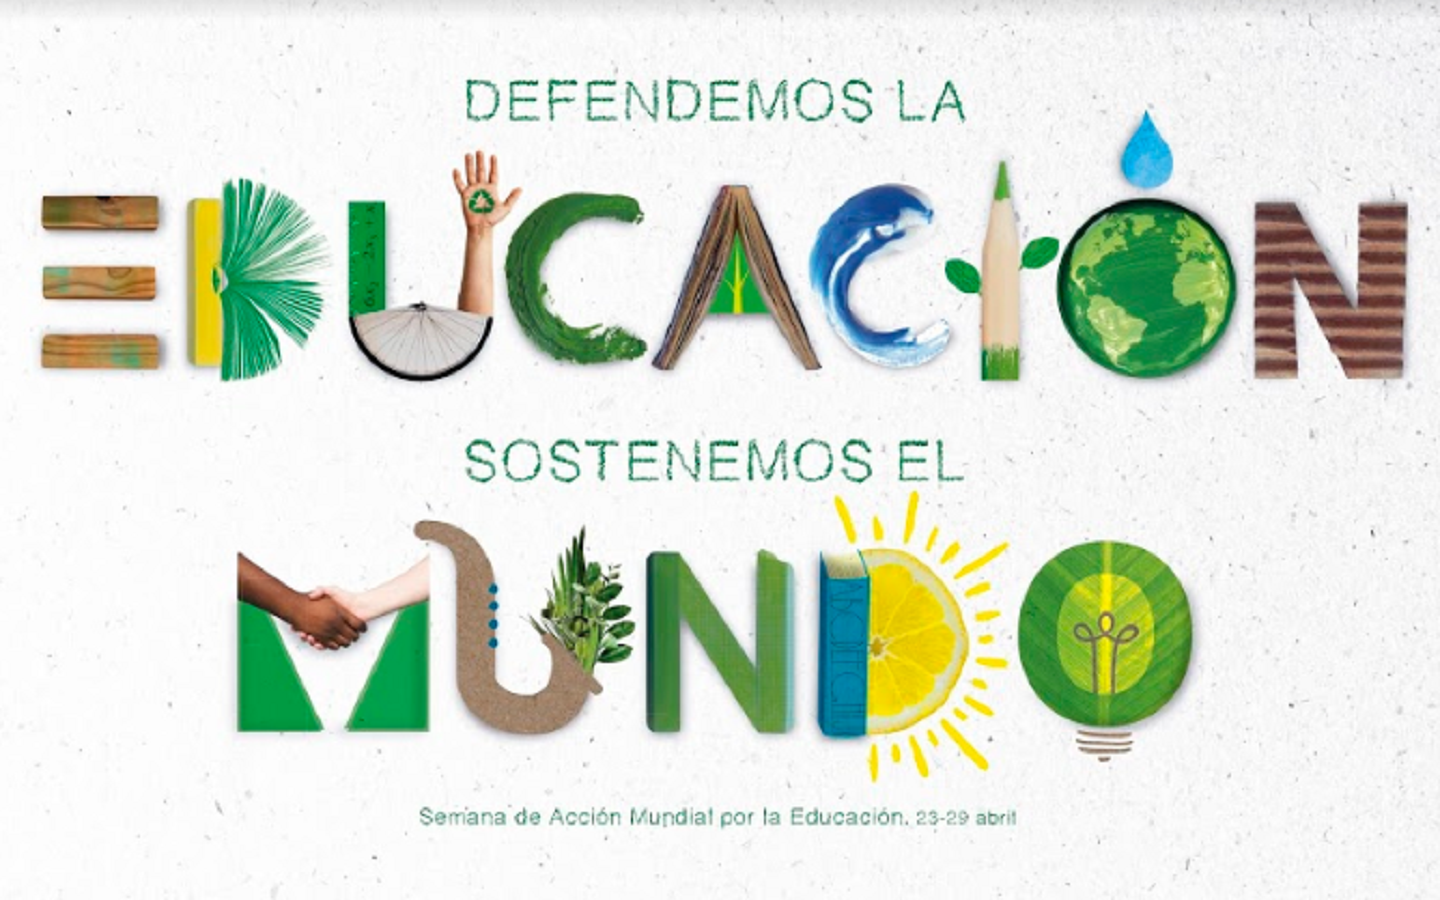 DEFENDEMOS LA
EDUCACIÓN
SOSTENEMOS EL
MUNDO
Semana de Acción Mundial por la Educación. 23-29 abril